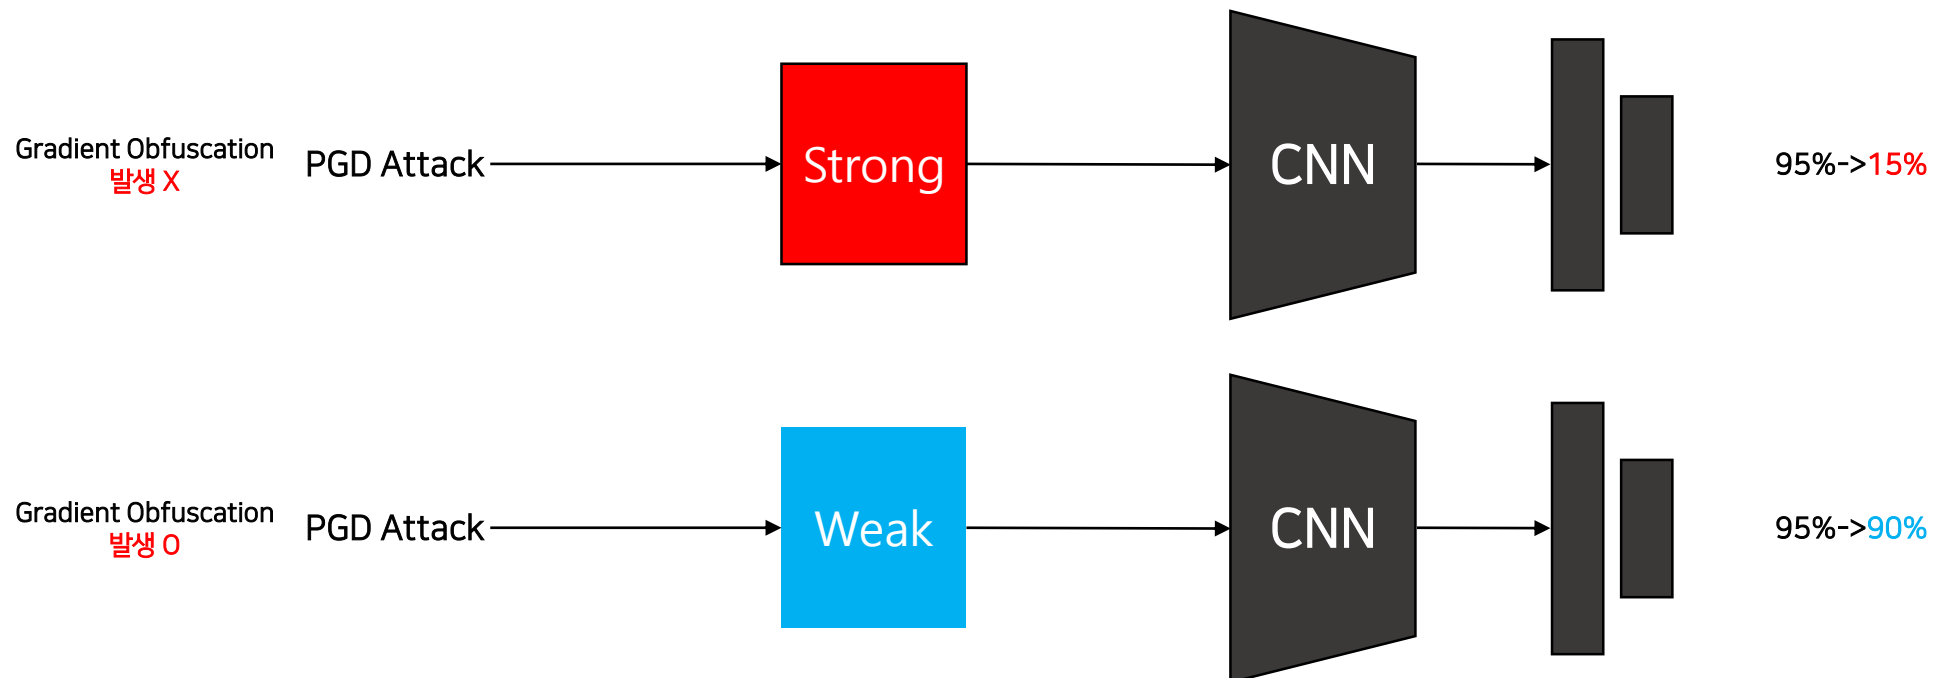 Gradient Obfuscation
발생 X
PGD Attack
Strong
CNN
95%->15%
Gradient Obfuscation
발생 O
PGD Attack
Weak
CNN
95%->90%